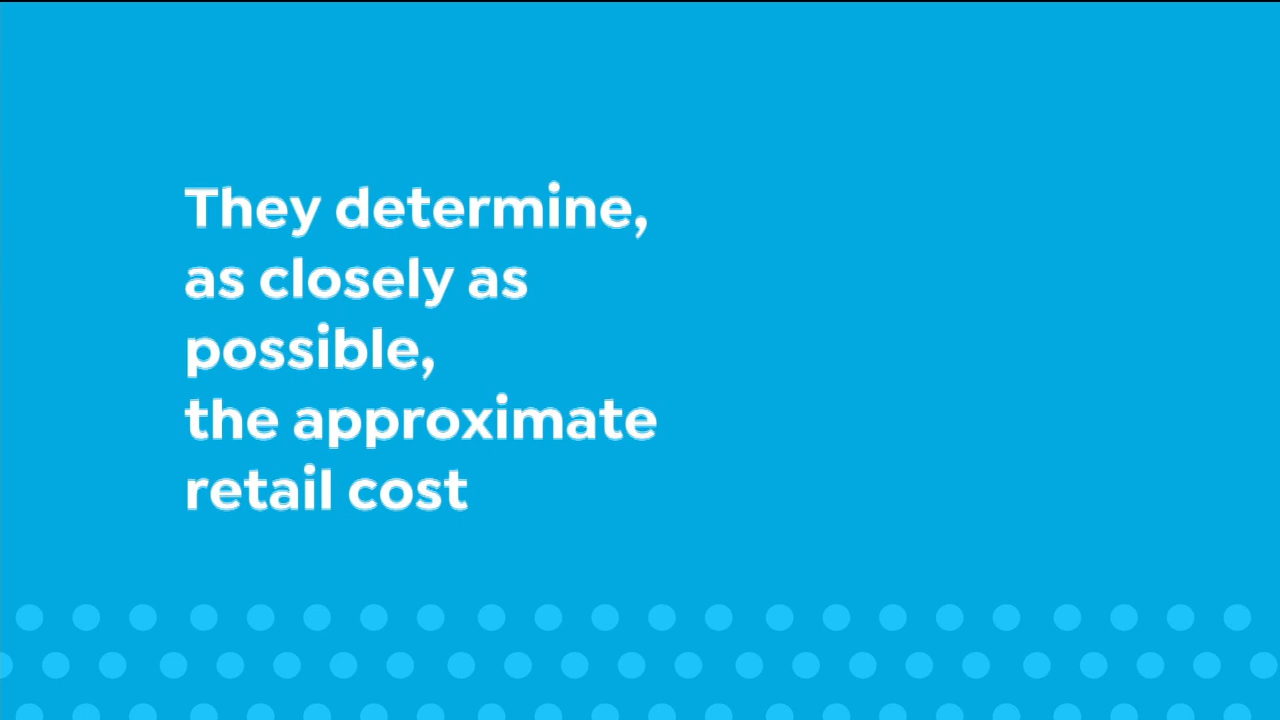 They determine,
as closely as
possible,
the approximate
retail cost